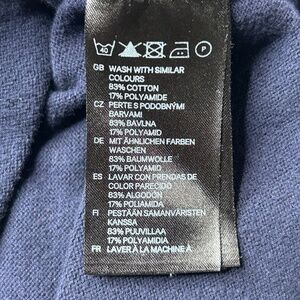 40 P
GB WASH WITH SIMILAR
COLOURS
83% COTTON
17% POLYAMIDE
CZ PERTE S PODOBNÝMI
BARVAMI
83% BAVLNA
17% POLYAMID
DE MIT ÄHNLICHEN FARBEN
WASCHEN
83% BAUMWOLLE
17% POLYAMID
ES LAVAR CON PRENDAS DE
COLOR PARECIDO
83% ALGODÓN
17% POLIAMIDA
FI PESTÄÄN SAMANVÄRISTEN
KANSSA
83% PUUVILLAA
17% POLYAMIDIA
FR LAVER À LA MACHINE À